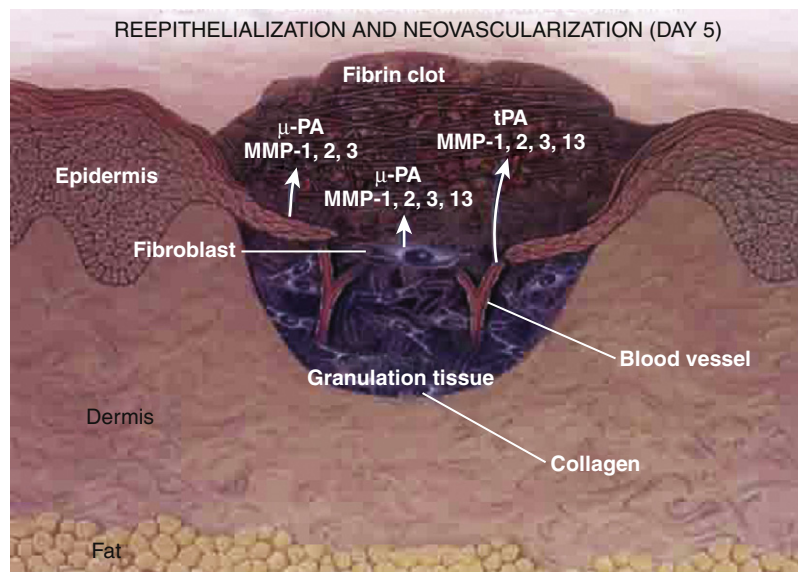 REEPITHELIALIZATION AND NEOVASCULARIZATION (DAY 5)
Fibrin clot
μ-PA
MMP-1, 2, 3
tPA
MMP-1, 2, 3, 13
μ-PA
MMP-1, 2, 3, 13
Epidermis
Fibroblast
Blood vessel
Granulation tissue
Dermis
Collagen
Fat